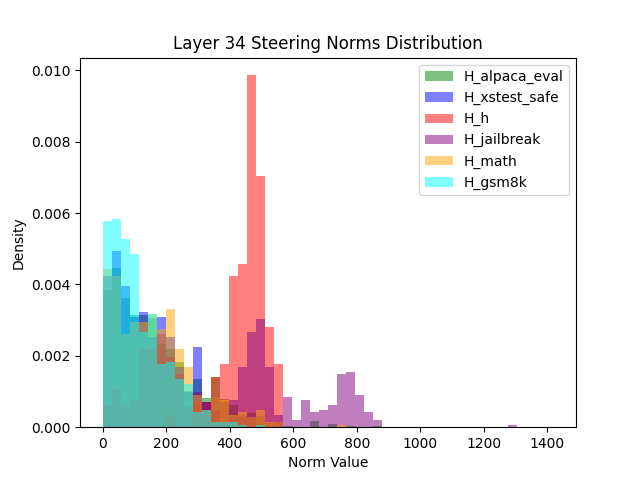 Layer 34 Steering Norms Distribution
0.010
0.008
0.006
0.004
0.002
0.000
Density
H_alpaca_eval
H_xstest_safe
H_h
H_jailbreak
H_math
H_gsm8k
0 200 400 600 800 1000 1200 1400
Norm Value